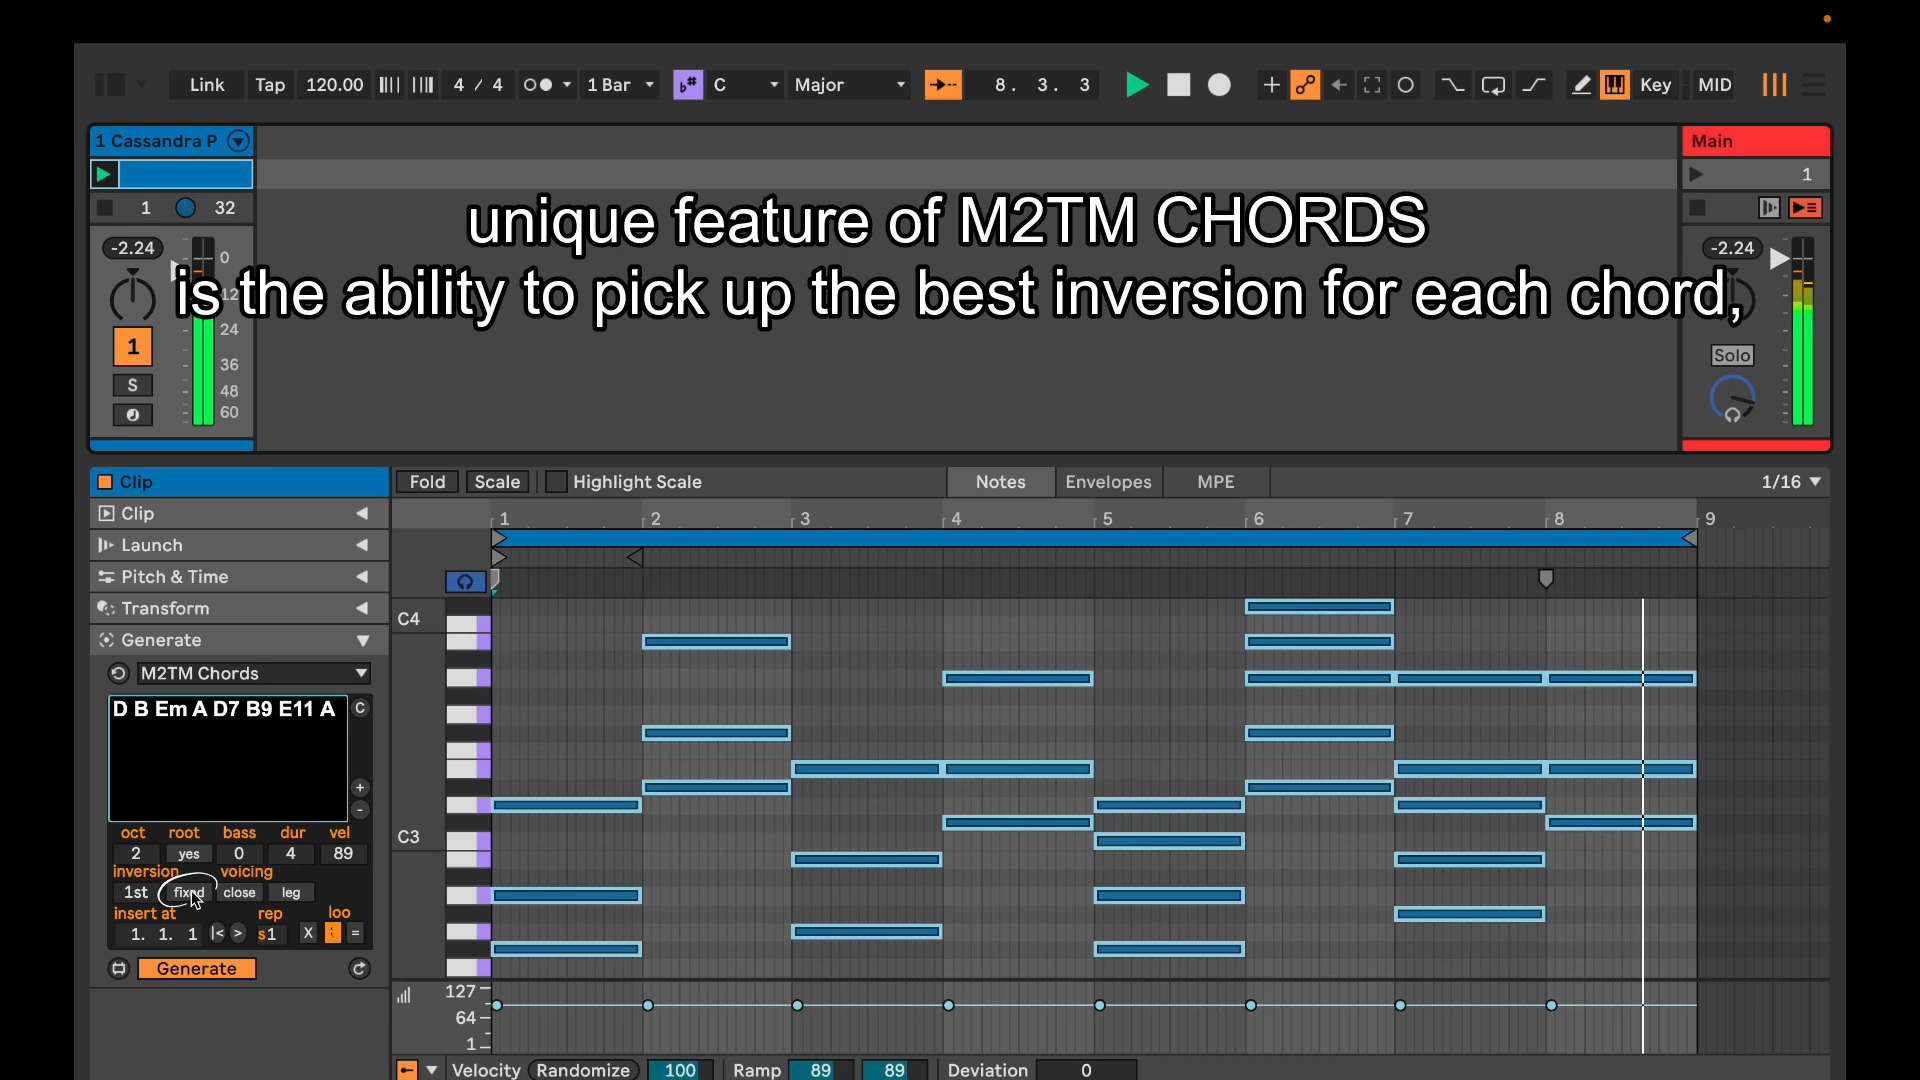 Link Tap 120.00 4 / 4 1 Bar C Major 8. 3. 3 Key MID
1 Cassandra P
Main
1
1 32
unique feature of M2TM CHORDS
is the ability to pick up the best inversion for each chord,
-2.24 0
-2.24
12
24
1
36
Solo
S
48
60
Clip
Fold Scale Highlight Scale Notes Envelopes MPE 1/16
Clip
1 2 3 4 5 6 7 8 9
Launch
Pitch & Time
Transform
C4
Generate
M2TM Chords
D B Em A D7 B9 E11 A C
+
-
oct root bass dur vel
C3
2 yes 0 4 89
inversion voicing
1st fixed close leg
insert at rep loo
1. 1. 1 |< > s1 X =
Generate
127
64
1
Velocity Randomize 100 Ramp 89 89 Deviation 0